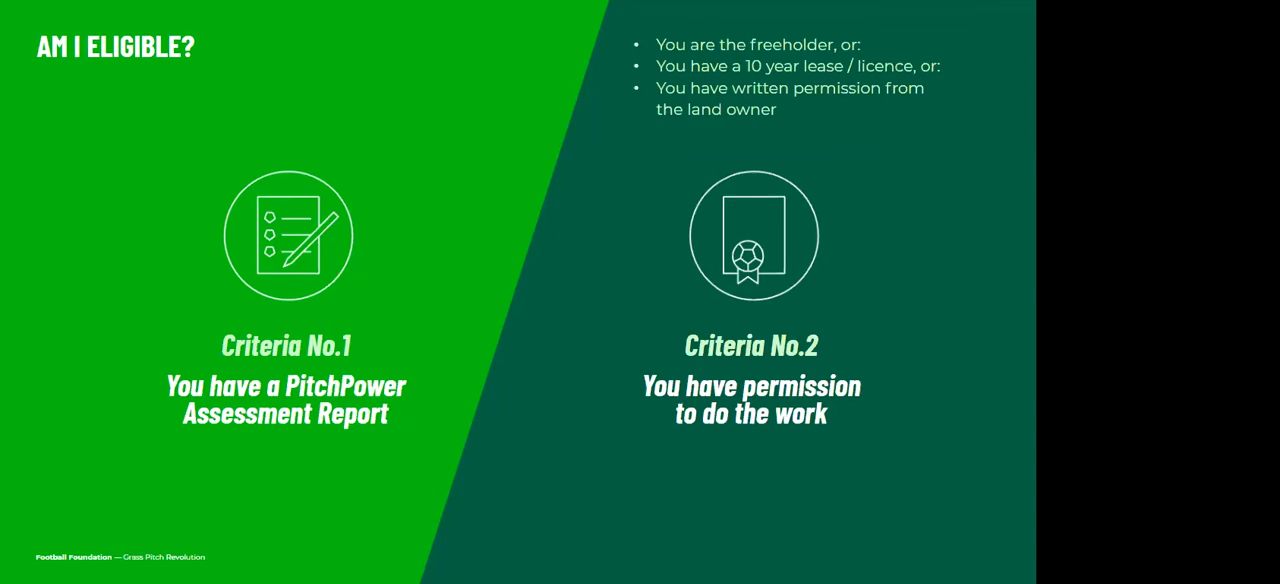 AM I ELIGIBLE?
• You are the freeholder, or:
• You have a 10 year lease / licence, or:
• You have written permission from
the land owner
Criteria No.1
You have a PitchPower
Assessment Report
Criteria No.2
You have permission
to do the work
Football Foundation — Grass Pitch Revolution